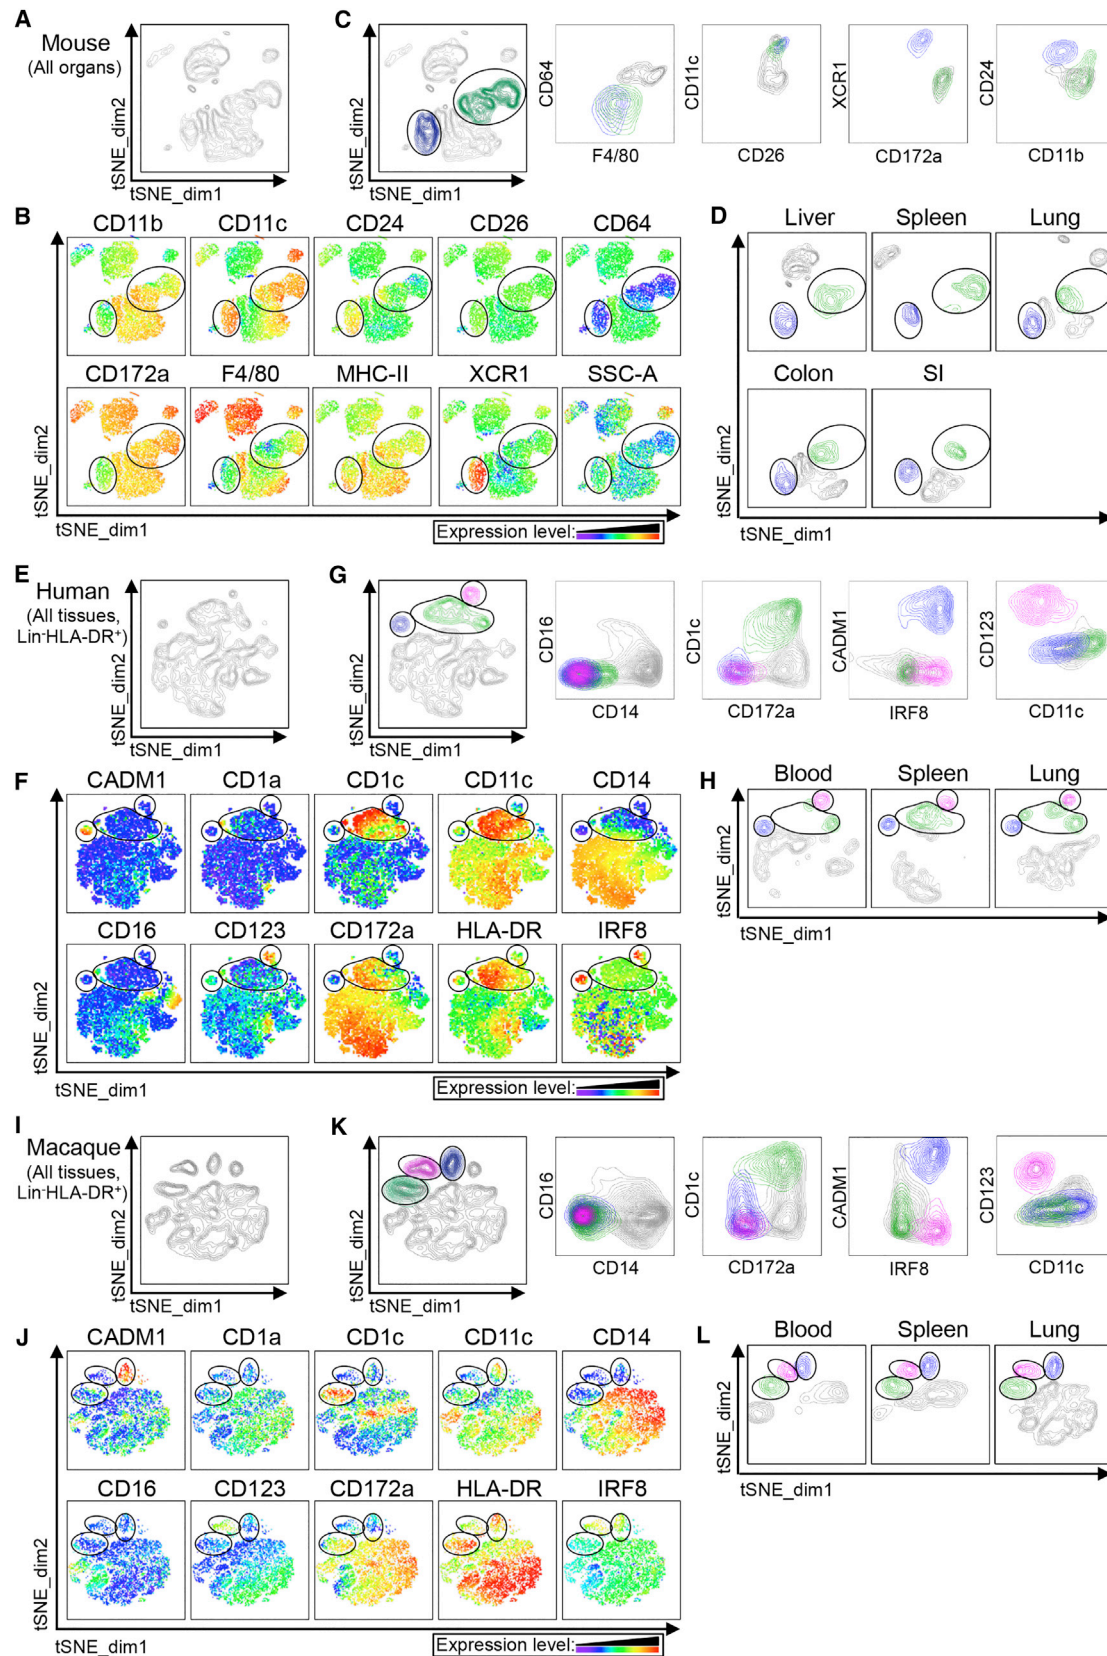 A
Mouse
(All organs)
tSNE_dim2
tSNE_dim1
C
tSNE_dim2
tSNE_dim1
CD64
F4/80
CD11c
CD26
XCR1
CD172a
CD24
CD11b
B
CD11b CD11c CD24 CD26 CD64
CD172a F4/80 MHC-II XCR1 SSC-A
tSNE_dim2
tSNE_dim1
Expression level:
D
Liver Spleen Lung
Colon SI
tSNE_dim2
tSNE_dim1
E
Human
(All tissues,
Lin-HLA-DR+)
tSNE_dim2
tSNE_dim1
G
tSNE_dim2
tSNE_dim1
CD16
CD14
CD1c
CD172a
CADM1
IRF8
CD123
CD11c
F
CADM1 CD1a CD1c CD11c CD14
CD16 CD123 CD172a HLA-DR IRF8
tSNE_dim2
tSNE_dim1
Expression level:
H
Blood Spleen Lung
tSNE_dim2
tSNE_dim1
I
Macaque
(All tissues,
Lin-HLA-DR+)
tSNE_dim2
tSNE_dim1
K
tSNE_dim2
tSNE_dim1
CD16
CD14
CD1c
CD172a
CADM1
IRF8
CD123
CD11c
J
CADM1 CD1a CD1c CD11c CD14
CD16 CD123 CD172a HLA-DR IRF8
tSNE_dim2
tSNE_dim1
Expression level:
L
Blood Spleen Lung
tSNE_dim2
tSNE_dim1